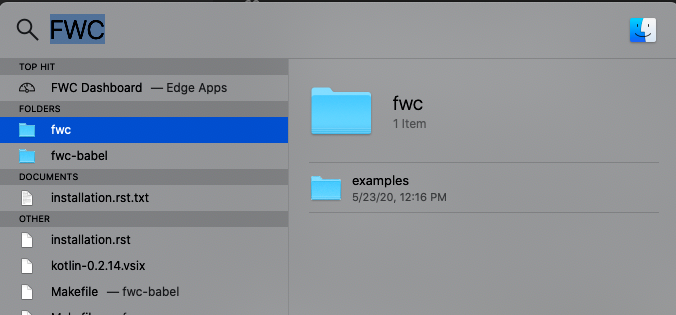 FWC
TOP HIT
FWC Dashboard — Edge Apps
FOLDERS
fwc
fwc-babel
DOCUMENTS
installation.rst.txt
OTHER
installation.rst
kotlin-0.2.14.vsix
Makefile — fwc-babel
fwc
1 Item
examples
5/23/20, 12:16 PM